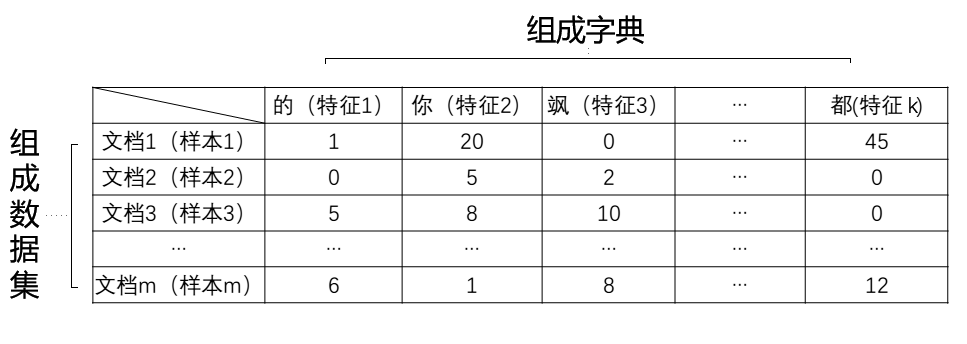 组成字典
的（特征1） 你（特征2） 飒（特征3） … 都(特征 k)
组成数据集
文档1（样本1） 1 20 0 … 45
文档2（样本2） 0 5 2 … 0
文档3（样本3） 5 8 10 … 0
… … … … … …
文档m（样本m） 6 1 8 … 12